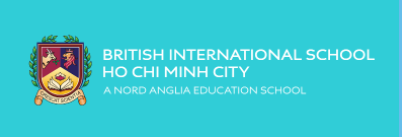 BRITISH INTERNATIONAL SCHOOL
HO CHI MINH CITY
A NORD ANGLIA EDUCATION SCHOOL